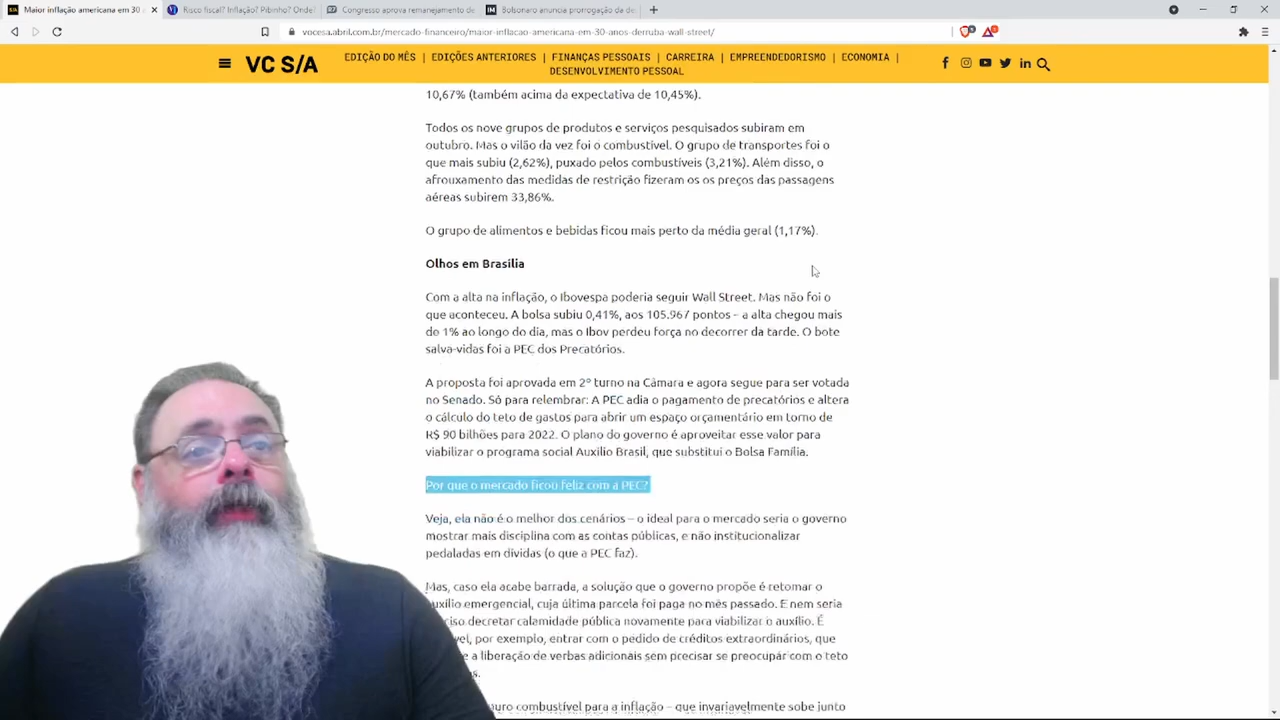 Maior inflação americana em 30 a
Risco fiscal? Inflação? Pibinho? Onde
Congresso aprova remanejamento de
Bolsonaro anuncia prorrogação da de
vocesa.abril.com.br/mercado-financeiro/maior-inflacao-americana-em-30-anos-derruba-wall-street/
VC S/A
EDIÇÃO DO MÊS | EDIÇÕES ANTERIORES | FINANÇAS PESSOAIS | CARREIRA | EMPREENDEDORISMO | ECONOMIA |
DESENVOLVIMENTO PESSOAL
10,67% (também acima da expectativa de 10,45%).
Todos os nove grupos de produtos e serviços pesquisados subiram em
outubro. Mas o vilão da vez foi o combustível. O grupo de transportes foi o
que mais subiu (2,62%), puxado pelos combustíveis (3,21%). Além disso, o
afrouxamento das medidas de restrição fizeram os os preços das passagens
aéreas subirem 33,86%.
O grupo de alimentos e bebidas ficou mais perto da média geral (1,17%).
Olhos em Brasília
Com a alta na inflação, o Ibovespa poderia seguir Wall Street. Mas não foi o
que aconteceu. A bolsa subiu 0,41%, aos 105.967 pontos – a alta chegou mais
de 1% ao longo do dia, mas o Ibov perdeu força no decorrer da tarde. O bote
salva-vidas foi a PEC dos Precatórios.
A proposta foi aprovada em 2º turno na Câmara e agora segue para ser votada
no Senado. Só para relembrar: A PEC adia o pagamento de precatórios e altera
o cálculo do teto de gastos para abrir um espaço orçamentário em torno de
R$ 90 bilhões para 2022. O plano do governo é aproveitar esse valor para
viabilizar o programa social Auxílio Brasil, que substitui o Bolsa Família.
Por que o mercado ficou feliz com a PEC?
Veja, ela não é o melhor dos cenários – o ideal para o mercado seria o governo
mostrar mais disciplina com as contas públicas, e não institucionalizar
pedaladas em dívidas (o que a PEC faz).
Mas, caso ela acabe barrada, a solução que o governo propõe é retomar o
auxílio emergencial, cuja última parcela foi paga no mês passado. E nem seria
ciso decretar calamidade pública novamente para viabilizar o auxílio. É
vel, por exemplo, entrar com o pedido de créditos extraordinários, que
e a liberação de verbas adicionais sem precisar se preocupar com o teto
s.
uro combustível para a inflação – que invariavelmente sobe junto